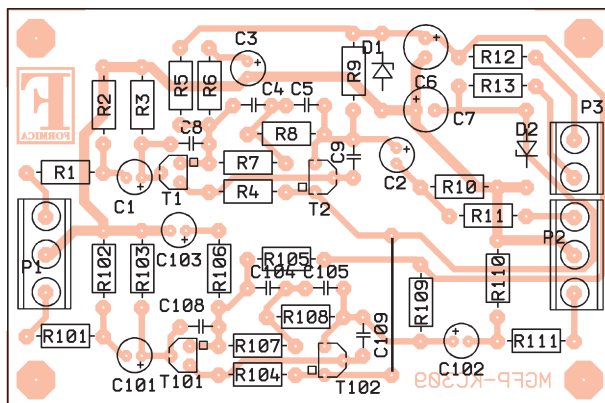 C3
D1
R12
C6
R13
R2
R3
R5
R6
R9
C4
C5
C7
P3
F
FORMICA
C8
R8
D2
R7
C9
R1
R4
C2
R10
C1
T1
T2
R11
P1
C103
P2
R102
R103
R106
R105
R110
C104
C105
R109
C108
R108
C109
R101
R107
C102
R111
C101
T101
R104
T102
MGFP-RC309